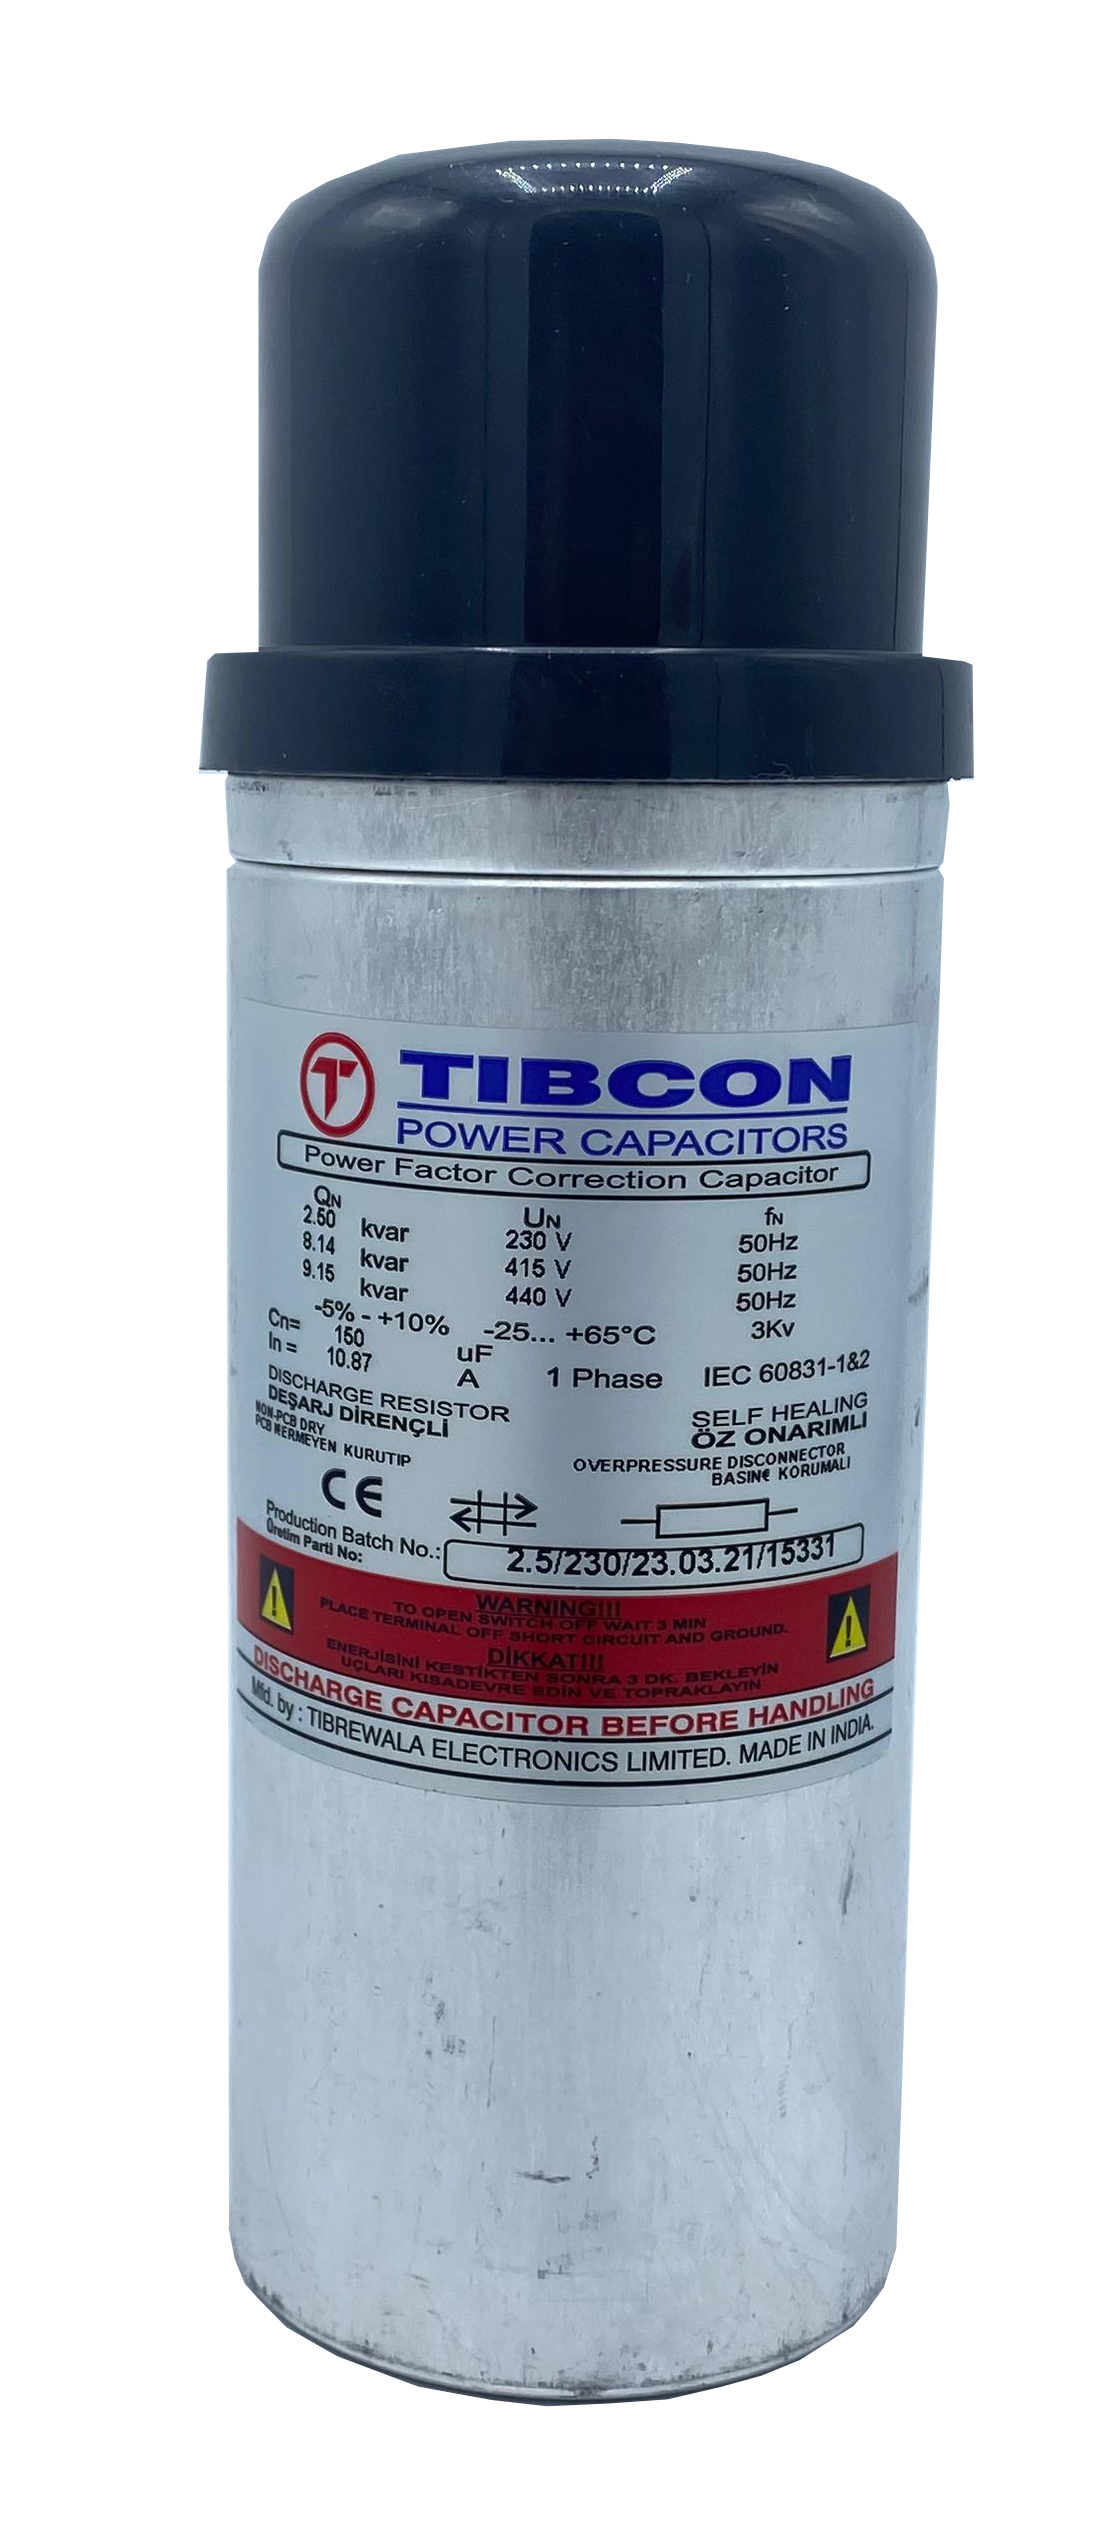 T TIBCON
POWER CAPACITORS
Power Factor Correction Capacitor
QN UN fN
2.50 kvar 230 V 50Hz
8.14 kvar 415 V 50Hz
9.15 kvar 440 V 50Hz
-5% - +10% -25... +65°C 3Kv
Cn= 150 uF
In = 10.87 A 1 Phase IEC 60831-1&2
DISCHARGE RESISTOR SELF HEALING
DEŞARJ DİRENÇLİ ÖZ ONARIMLI
NON-PCB DRY OVERPRESSURE DISCONNECTOR
PCB İÇERMEYEN KURUTIP BASIN€ KORUMALI
CE
Production Batch No.: 2.5/230/23.03.21/15331
Üretim Parti No:
WARNING!!!
TO OPEN SWITCH OFF WAIT 3 MIN
PLACE TERMINAL OFF SHORT CIRCUIT AND GROUND.
DİKKAT!!!
ENERJİSİNİ KESTİKTEN SONRA 3 DK. BEKLEYİN
UÇLARI KISADEVRE EDİN VE TOPRAKLAYIN
DISCHARGE CAPACITOR BEFORE HANDLING
Mfd. by : TIBREWALA ELECTRONICS LIMITED. MADE IN INDIA.